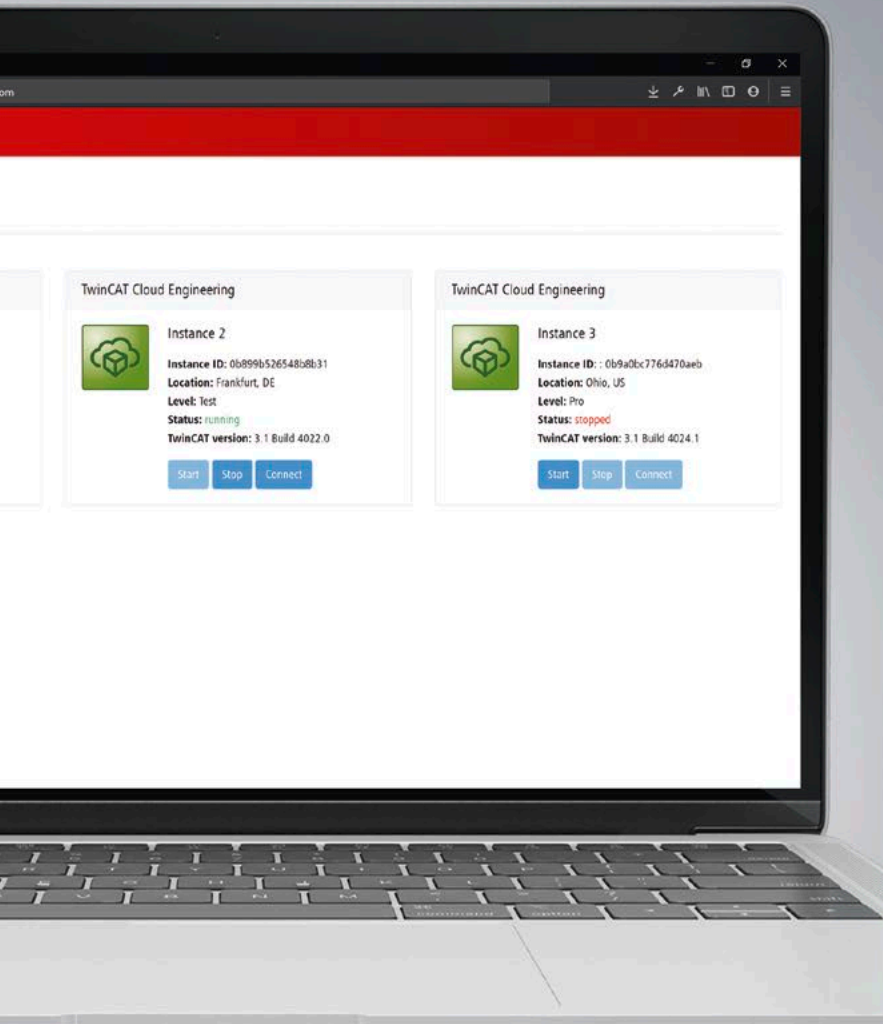 om
TwinCAT Cloud Engineering
Instance 2
Instance ID: 0b899b526548b8b31
Location: Frankfurt, DE
Level: Test
Status: running
TwinCAT version: 3.1 Build 4022.0
Start Stop Connect
TwinCAT Cloud Engineering
Instance 3
Instance ID: : 0b9a0bc776d470aeb
Location: Ohio, US
Level: Pro
Status: stopped
TwinCAT version: 3.1 Build 4024.1
Start Stop Connect
command option